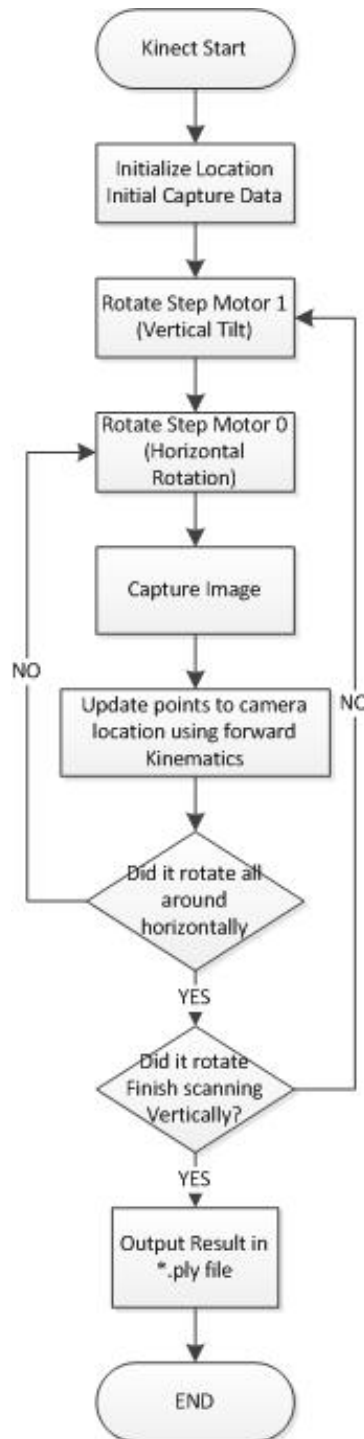 Kinect Start
Initialize Location
Initial Capture Data
Rotate Step Motor 1
(Vertical Tilt)
Rotate Step Motor 0
(Horizontal
Rotation)
Capture Image
NO
NO
Update points to camera
location using forward
Kinematics
Did it rotate all
around
horizontally
YES
Did it rotate
Finish scanning
Vertically?
YES
Output Result in
*.ply file
END